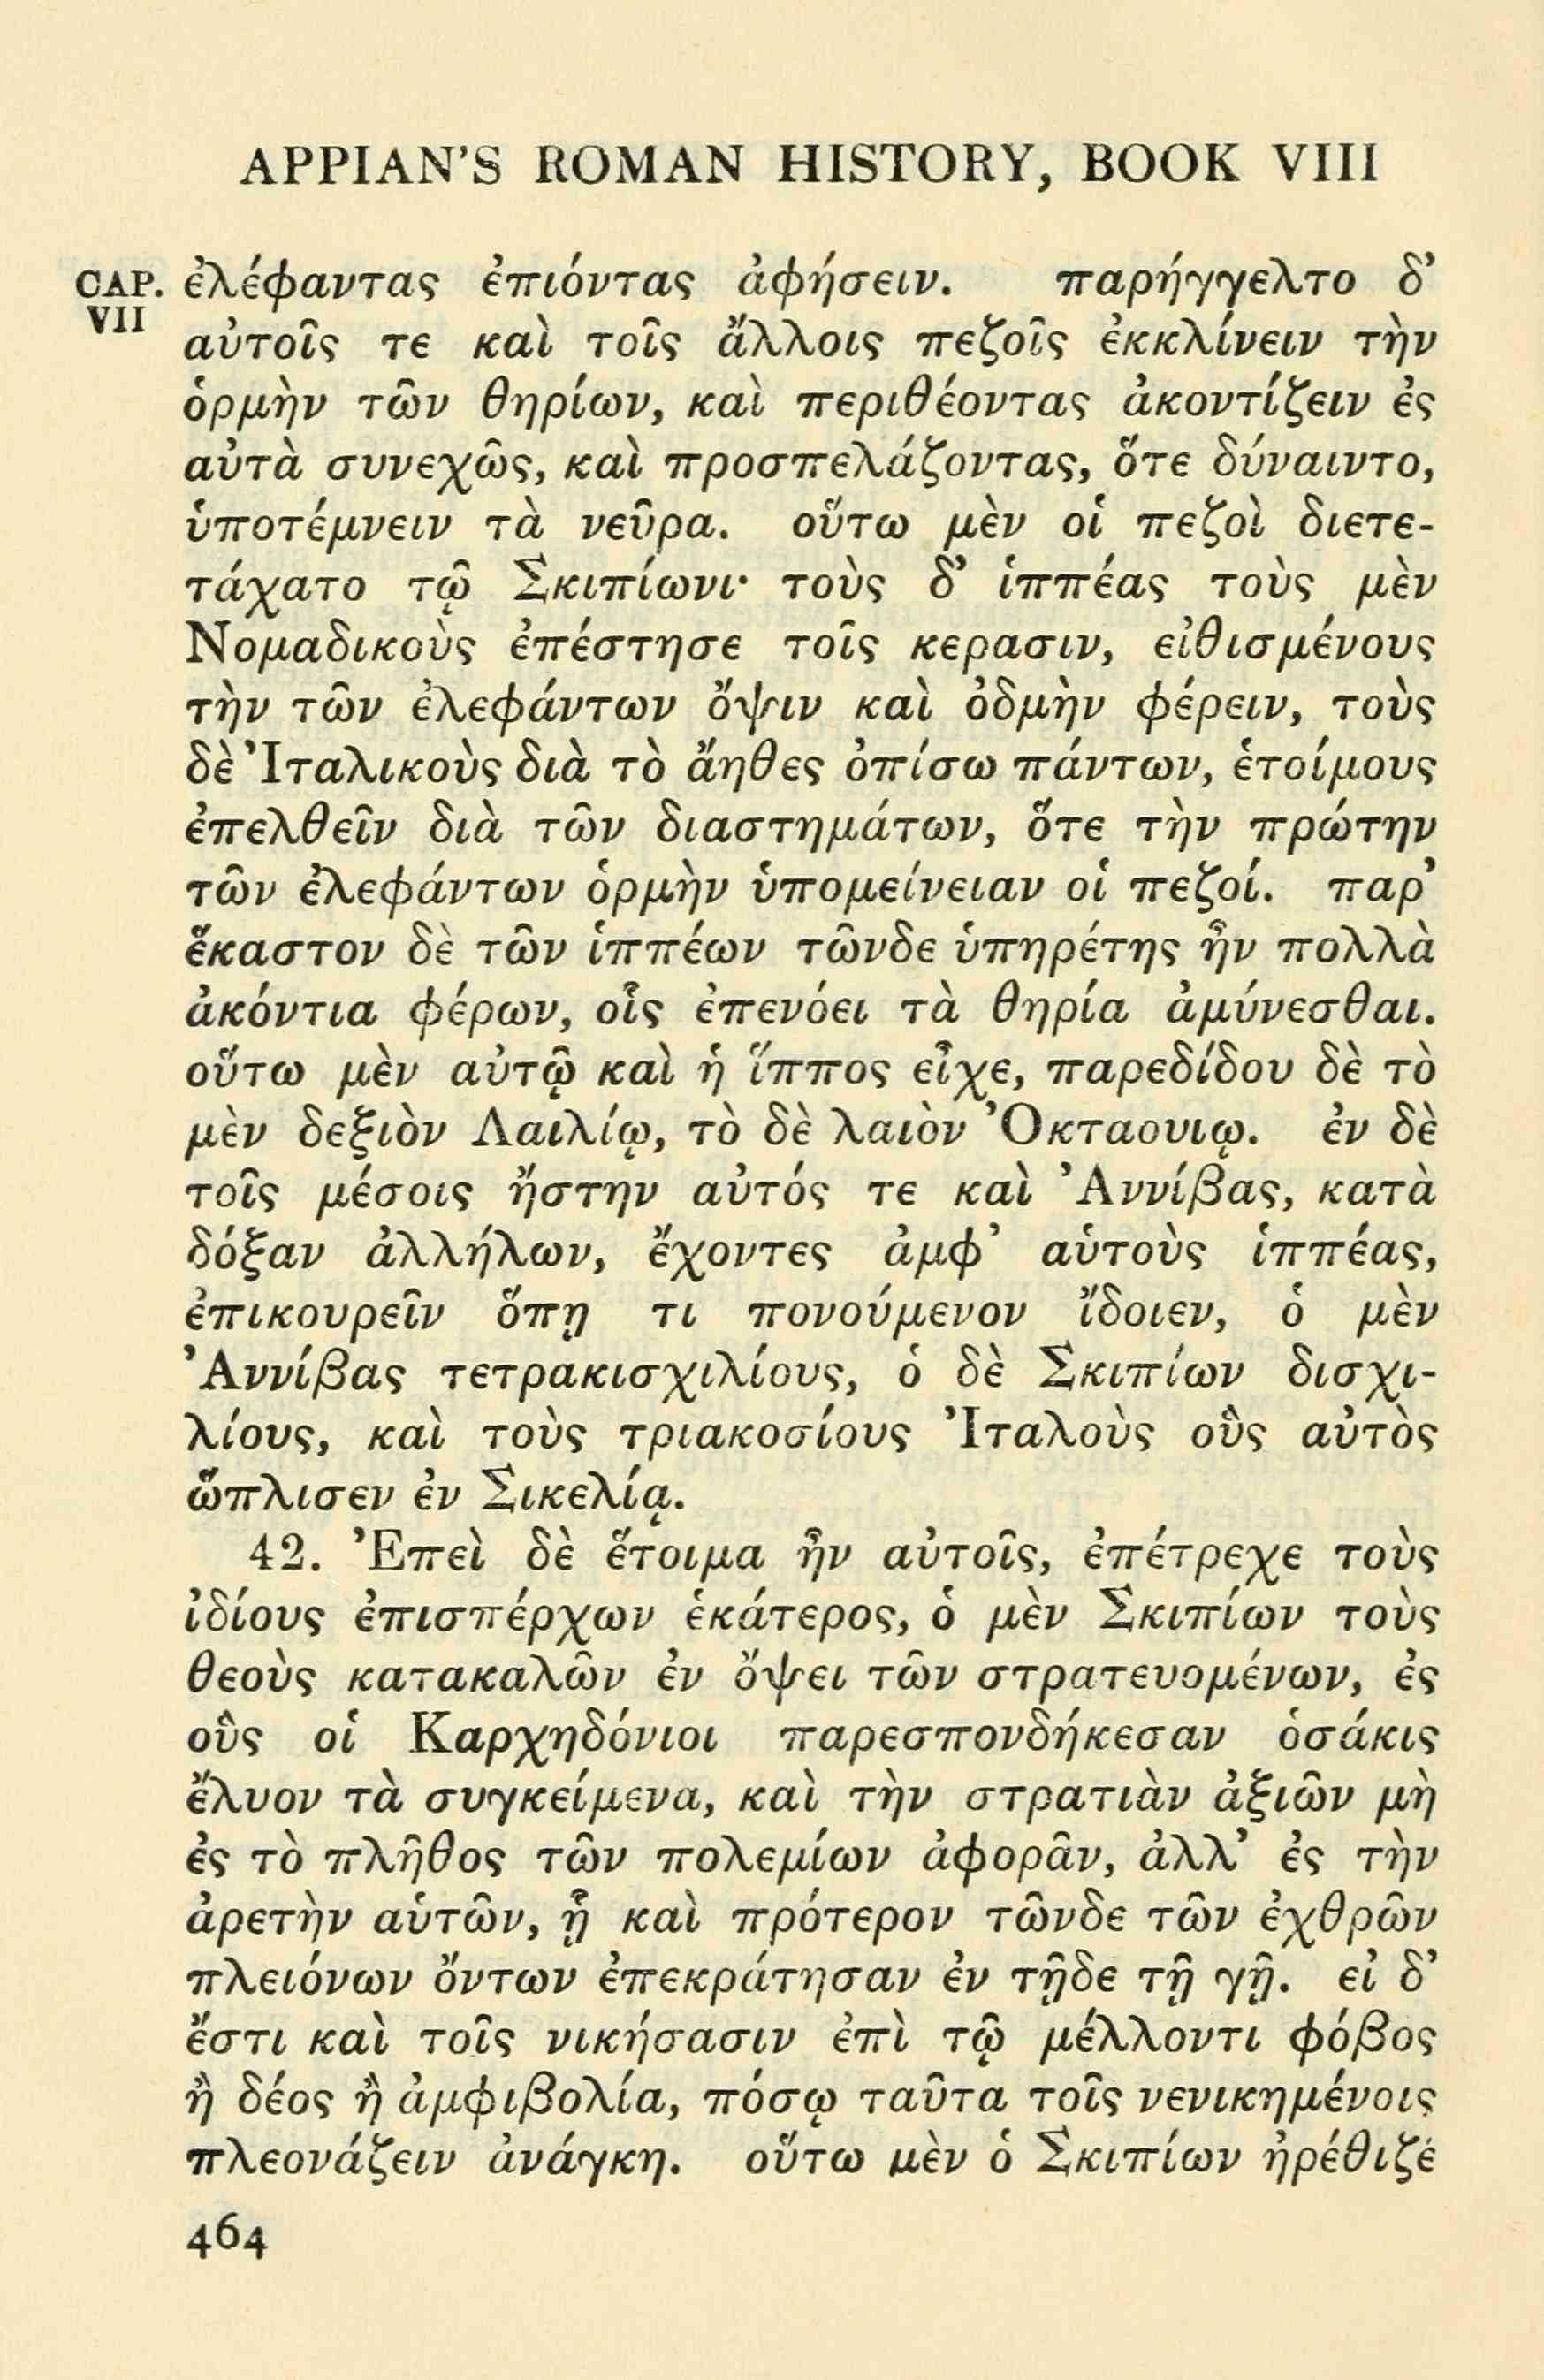 APPIAN'S ROMAN HISTORY, BOOK VIII
CAP. VII
ἐλέφαντας ἐπιόντας ἀφήσειν. παρήγγελτο δ’
αὐτοῖς τε καὶ τοῖς ἄλλοις πεζοῖς ἐκκλίνειν τὴν
ὁρμὴν τῶν θηρίων, καὶ περιθέοντας ἀκοντίζειν ἐς
αὐτὰ συνεχῶς, καὶ προσπελάζοντας, ὅτε δύναιντο,
ὑποτέμνειν τὰ νεῦρα. οὕτω μὲν οἱ πεζοὶ διετε-
τάχατο τῷ Σκιπίωνι· τοὺς δ’ ἱππέας τοὺς μὲν
Νομαδικοὺς ἐπέστησε τοῖς κερασιν, εἰθισμένους
τὴν τῶν ἐλεφάντων ὄψιν καὶ ὀδμὴν φέρειν, τοὺς
δὲ Ἰταλικοὺς διὰ τὸ ἄηθες ὀπίσω πάντων, ἑτοίμους
ἐπελθεῖν διὰ τῶν διαστημάτων, ὅτε τὴν πρώτην
τῶν ἐλεφάντων ὁρμὴν ὑπομείνειαν οἱ πεζοί. παρ’
ἕκαστον δὲ τῶν ἱππέων τῶνδε ὑπηρέτης ἦν πολλὰ
ἀκόντια φέρων, οἷς ἐπενόει τὰ θηρία ἀμύνεσθαι.
οὕτω μὲν αὐτῷ καὶ ἡ ἵππος εἶχε, παρεδίδου δὲ τὸ
μὲν δεξιὸν Λαιλίῳ, τὸ δὲ λαιὸν Ὀκταουιῳ. ἐν δὲ
τοῖς μέσοις ἤστην αὐτός τε καὶ Ἀννίβας, κατὰ
δόξαν ἀλλήλων, ἔχοντες ἀμφ’ αὑτοὺς ἱππέας,
ἐπικουρεῖν ὅπῃ τι πονούμενον ἴδοιεν, ὁ μὲν
Ἀννίβας τετρακισχιλίους, ὁ δὲ Σκιπίων δισχι-
λίους, καὶ τοὺς τριακοσίους Ἰταλοὺς οὓς αὐτὸς
ὥπλισεν ἐν Σικελίᾳ.
42. Ἐπεὶ δὲ ἕτοιμα ἦν αὐτοῖς, ἐπέτρεχε τοὺς
ἰδίους ἐπισπέρχων ἑκάτερος, ὁ μὲν Σκιπίων τοὺς
θεοὺς κατακαλῶν ἐν ὄψει τῶν στρατευομένων, ἐς
οὓς οἱ Καρχηδόνιοι παρεσπονδήκεσαν ὁσάκις
ἔλυον τὰ συγκείμενα, καὶ τὴν στρατιὰν ἀξιῶν μὴ
ἐς τὸ πλῆθος τῶν πολεμίων ἀφορᾶν, ἀλλ’ ἐς τὴν
ἀρετὴν αὑτῶν, ᾗ καὶ πρότερον τῶνδε τῶν ἐχθρῶν
πλειόνων ὄντων ἐπεκράτησαν ἐν τῇδε τῇ γῇ. εἰ δ’
ἔστι καὶ τοῖς νικήσασιν ἐπὶ τῷ μέλλοντι φόβος
ἢ δέος ἢ ἀμφιβολία, πόσῳ ταῦτα τοῖς νενικημένοις
πλεονάζειν ἀνάγκη. οὕτω μὲν ὁ Σκιπίων ἠρέθιζέ
464